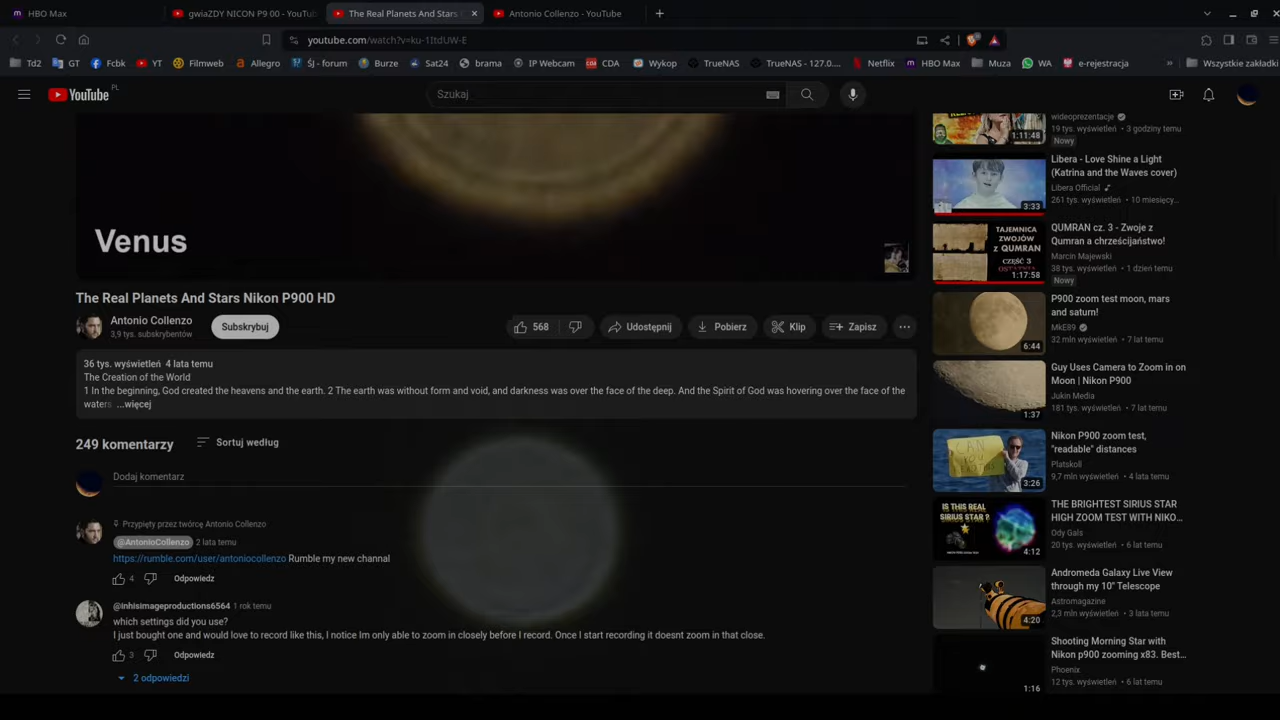 HBO Max
gwiaZDY NICON P9 00 - YouTub
The Real Planets And Stars
Antonio Collenzo - YouTube
youtube.com/watch?v=ku-1ItdUW-E
Td2
GT
Fcbk
YT
Filmweb
Allegro
Śj - forum
Burze
Sat24
brama
IP Webcam
CDA
Wykop
TrueNAS
TrueNAS - 127.0....
Netflix
HBO Max
Muza
WA
e-rejestracja
Wszystkie zakładki
YouTube PL
Szukaj
Venus
The Real Planets And Stars Nikon P900 HD
Antonio Collenzo
3,9 tys. subskrybentów
Subskrybuj
568
Udostępnij
Pobierz
Klip
Zapisz
36 tys. wyświetleń 4 lata temu
The Creation of the World
1 In the beginning, God created the heavens and the earth. 2 The earth was without form and void, and darkness was over the face of the deep. And the Spirit of God was hovering over the face of the
waters ...więcej
249 komentarzy
Sortuj według
Dodaj komentarz
Przypięty przez twórcę Antonio Collenzo
@AntonioCollenzo 2 lata temu
https://rumble.com/user/antoniocollenzo Rumble my new channal
4
Odpowiedz
@inhisimageproductions6564 1 rok temu
which settings did you use?
I just bought one and would love to record like this, I notice Im only able to zoom in closely before I record. Once I start recording it doesnt zoom in that close.
3
Odpowiedz
2 odpowiedzi
wideoprezentacje
19 tys. wyświetleń • 3 godziny temu
Nowy
1:11:48
Libera - Love Shine a Light
(Katrina and the Waves cover)
Libera Official
261 tys. wyświetleń • 10 miesięcy...
3:33
TAJEMNICA
ZWOJÓW
z QUMRAN
CZĘŚĆ 3
OSTATNIA
1:17:58
QUMRAN cz. 3 - Zwoje z
Qumran a chrześcijaństwo!
Marcin Majewski
38 tys. wyświetleń • 1 dzień temu
Nowy
P900 zoom test moon, mars
and saturn!
MkE89
32 mln wyświetleń • 7 lat temu
6:44
Guy Uses Camera to Zoom in on
Moon | Nikon P900
Jukin Media
181 tys. wyświetleń • 7 lat temu
1:37
Nikon P900 zoom test,
"readable" distances
Platskoll
9,7 mln wyświetleń • 4 lata temu
3:26
IS THIS REAL
SIRIUS STAR ?
THE BRIGHTEST SIRIUS STAR
HIGH ZOOM TEST WITH NIKO...
Ody Gals
20 tys. wyświetleń • 6 lat temu
4:12
Andromeda Galaxy Live View
through my 10" Telescope
Astromagazine
2,3 mln wyświetleń • 3 lata temu
4:20
Shooting Morning Star with
Nikon p900 zooming x83. Best...
Phoenix
12 tys. wyświetleń • 6 lat temu
1:16